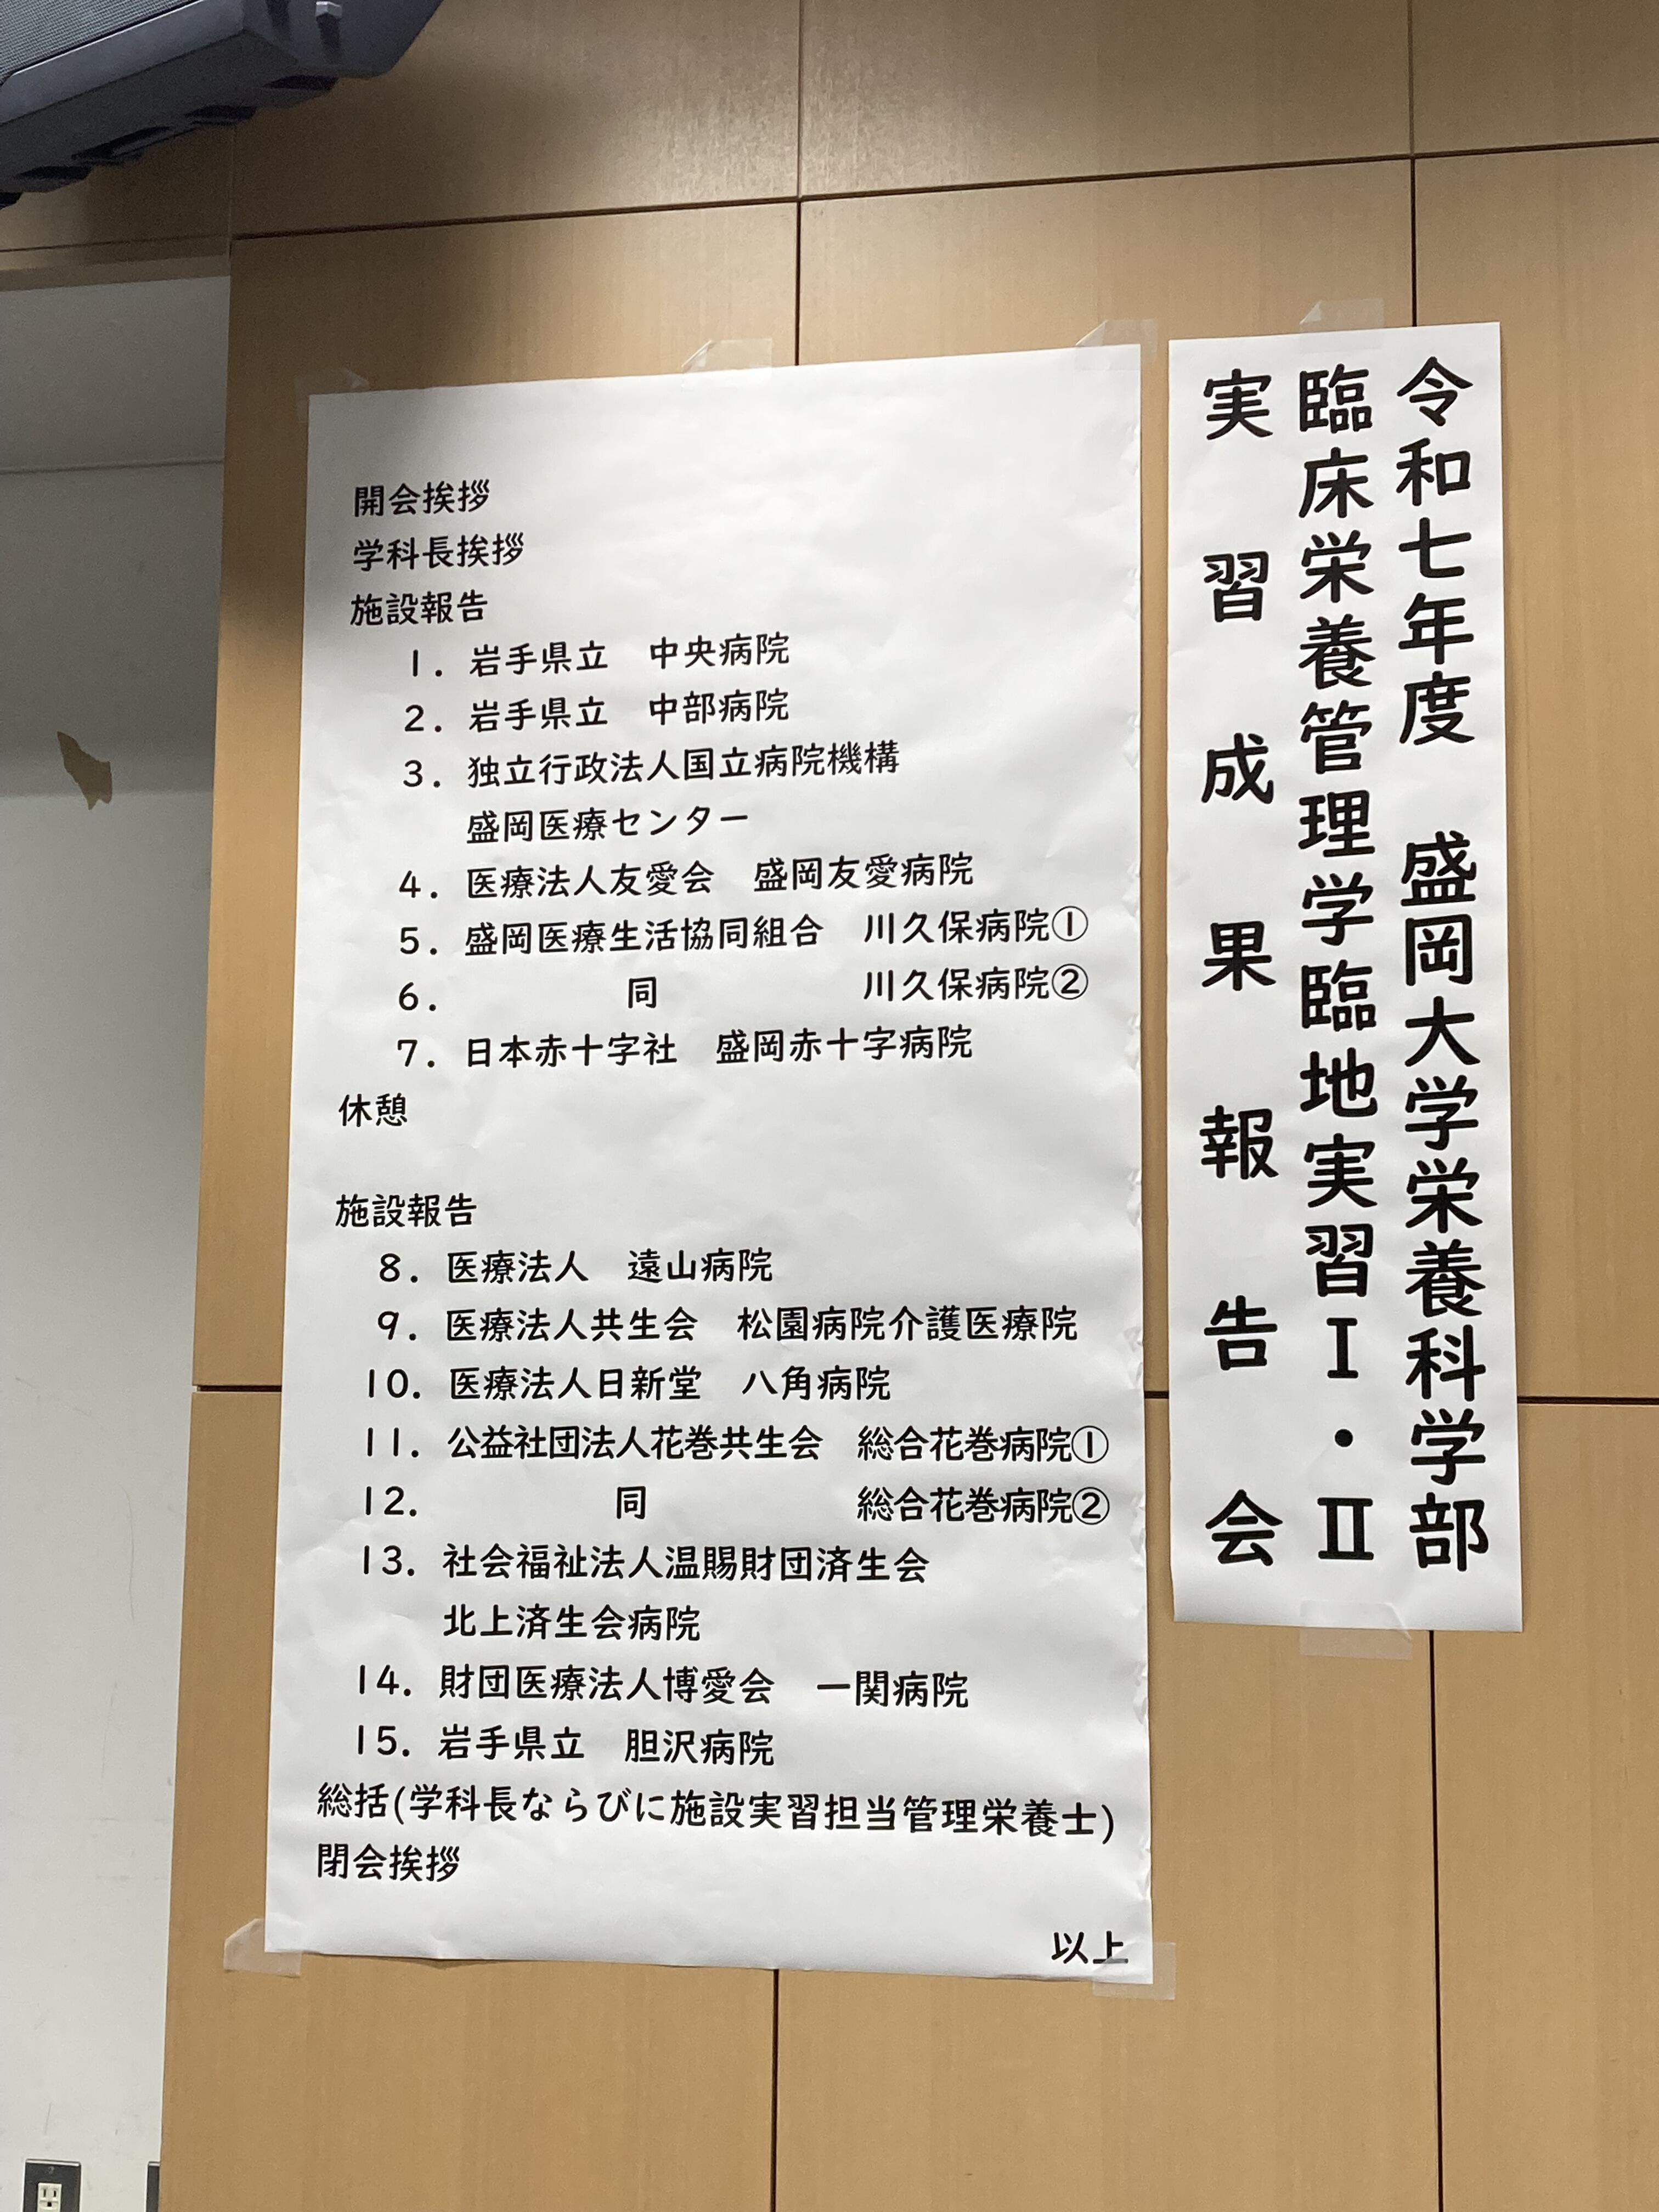 令和七年度　盛岡大学栄養科学部
臨床栄養管理学臨地実習Ⅰ・Ⅱ
実習成果報告会
開会挨拶
学科長挨拶
施設報告
1. 岩手県立　中央病院
2. 岩手県立　中部病院
3. 独立行政法人国立病院機構
盛岡医療センター
4. 医療法人友愛会　盛岡友愛病院
5. 盛岡医療生活協同組合　川久保病院①
6. 同　川久保病院②
7. 日本赤十字社　盛岡赤十字病院
休憩
施設報告
8. 医療法人　遠山病院
9. 医療法人共生会　松園病院介護医療院
10. 医療法人日新堂　八角病院
11. 公益社団法人花巻共生会　総合花巻病院①
12. 同　総合花巻病院②
13. 社会福祉法人温賜財団済生会
北上済生会病院
14. 財団医療法人博愛会　一関病院
15. 岩手県立　胆沢病院
総括(学科長ならびに施設実習担当管理栄養士)
閉会挨拶
以上